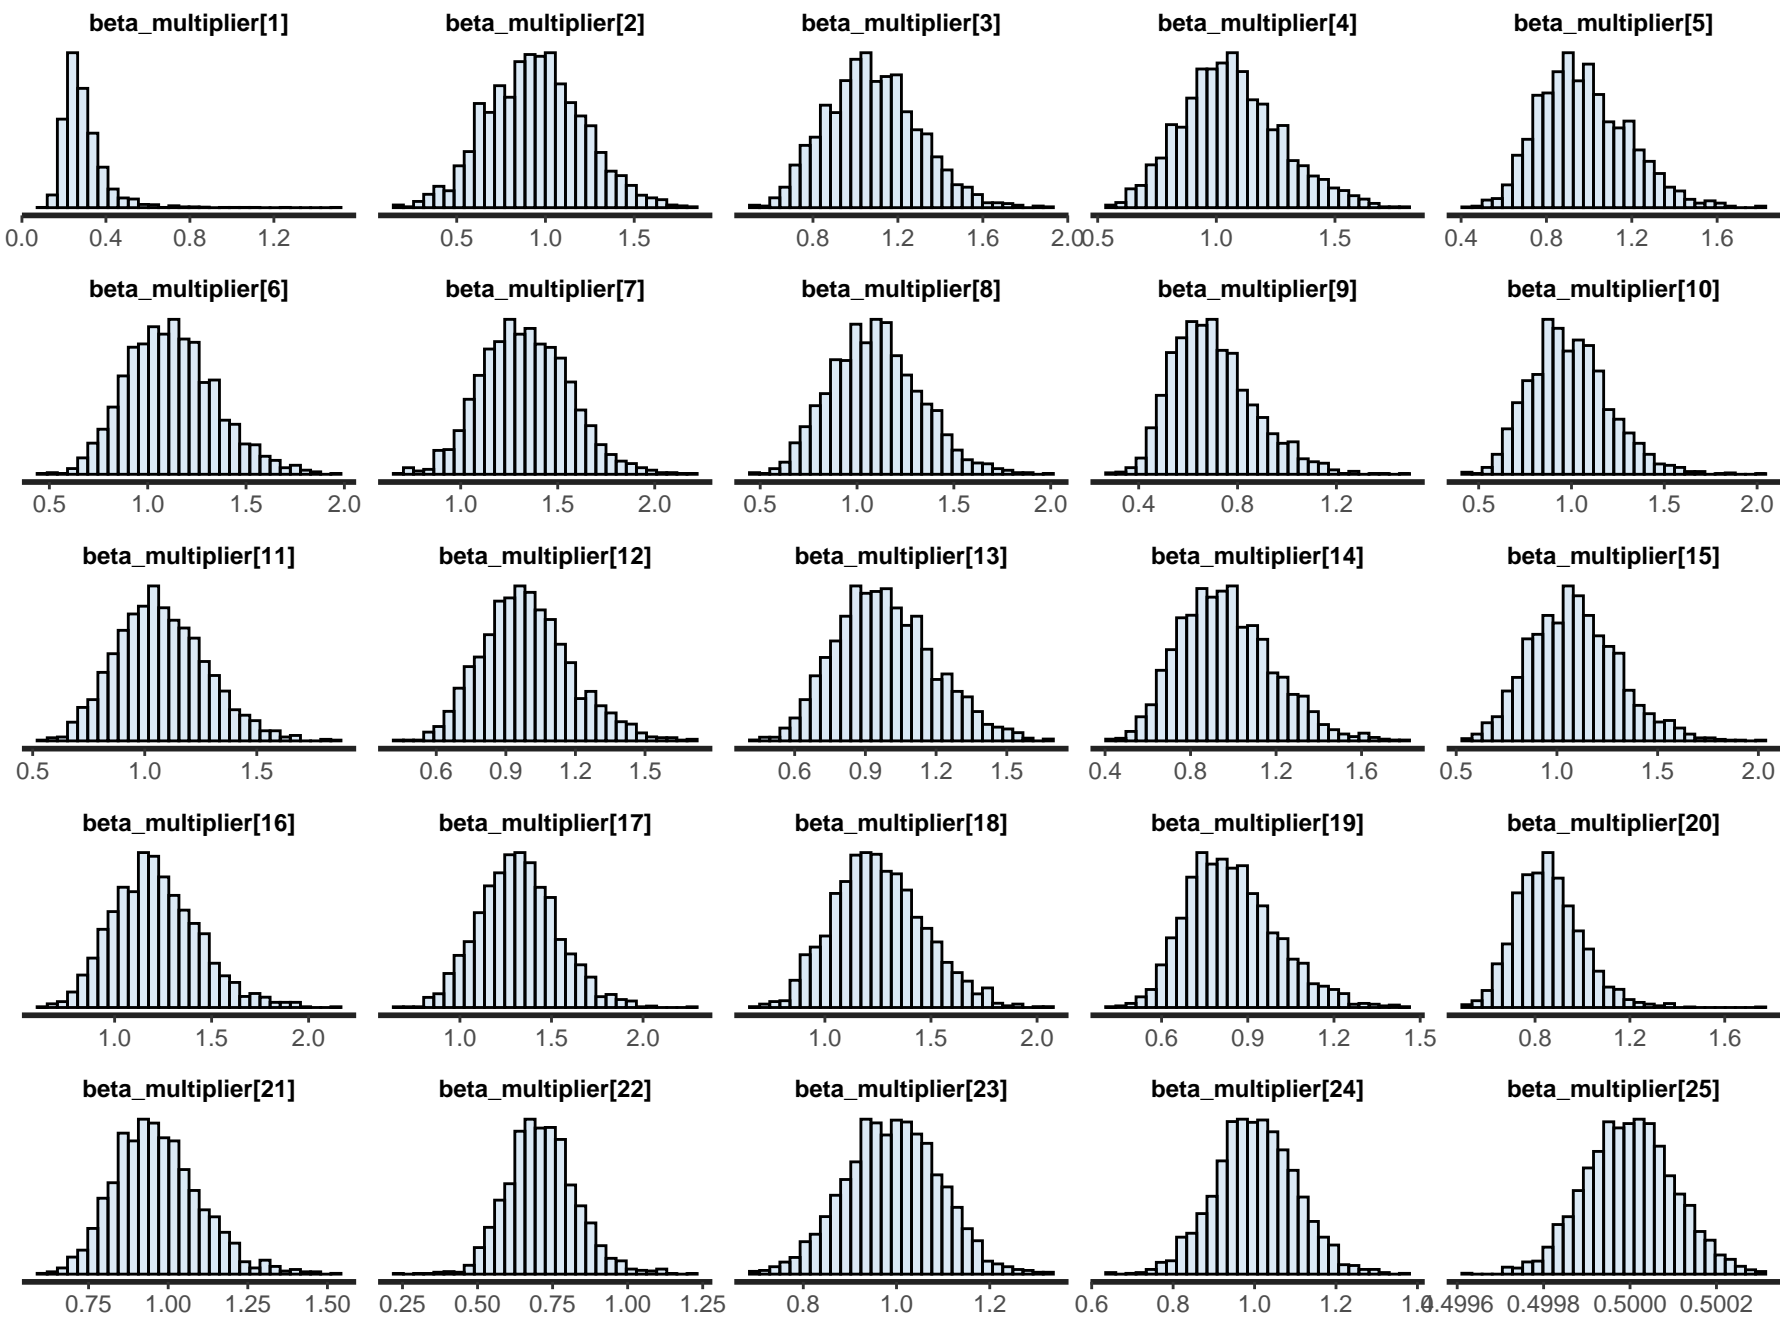 beta_multiplier[1] beta_multiplier[2] beta_multiplier[3] beta_multiplier[4] beta_multiplier[5]
0.0 0.4 0.8 1.2 0.5 1.0 1.5 0.8 1.2 1.6 2.0 0.5 1.0 1.5 0.4 0.8 1.2 1.6
beta_multiplier[6] beta_multiplier[7] beta_multiplier[8] beta_multiplier[9] beta_multiplier[10]
0.5 1.0 1.5 2.0 1.0 1.5 2.0 0.5 1.0 1.5 2.0 0.4 0.8 1.2 0.5 1.0 1.5 2.0
beta_multiplier[11] beta_multiplier[12] beta_multiplier[13] beta_multiplier[14] beta_multiplier[15]
0.5 1.0 1.5 0.6 0.9 1.2 1.5 0.6 0.9 1.2 1.5 0.4 0.8 1.2 1.6 0.5 1.0 1.5 2.0
beta_multiplier[16] beta_multiplier[17] beta_multiplier[18] beta_multiplier[19] beta_multiplier[20]
1.0 1.5 2.0 1.0 1.5 2.0 1.0 1.5 2.0 0.6 0.9 1.2 1.5 0.8 1.2 1.6
beta_multiplier[21] beta_multiplier[22] beta_multiplier[23] beta_multiplier[24] beta_multiplier[25]
0.75 1.00 1.25 1.50 0.25 0.50 0.75 1.00 1.25 0.8 1.0 1.2 0.6 0.8 1.0 1.2 1.4 0.4996 0.4998 0.5000 0.5002